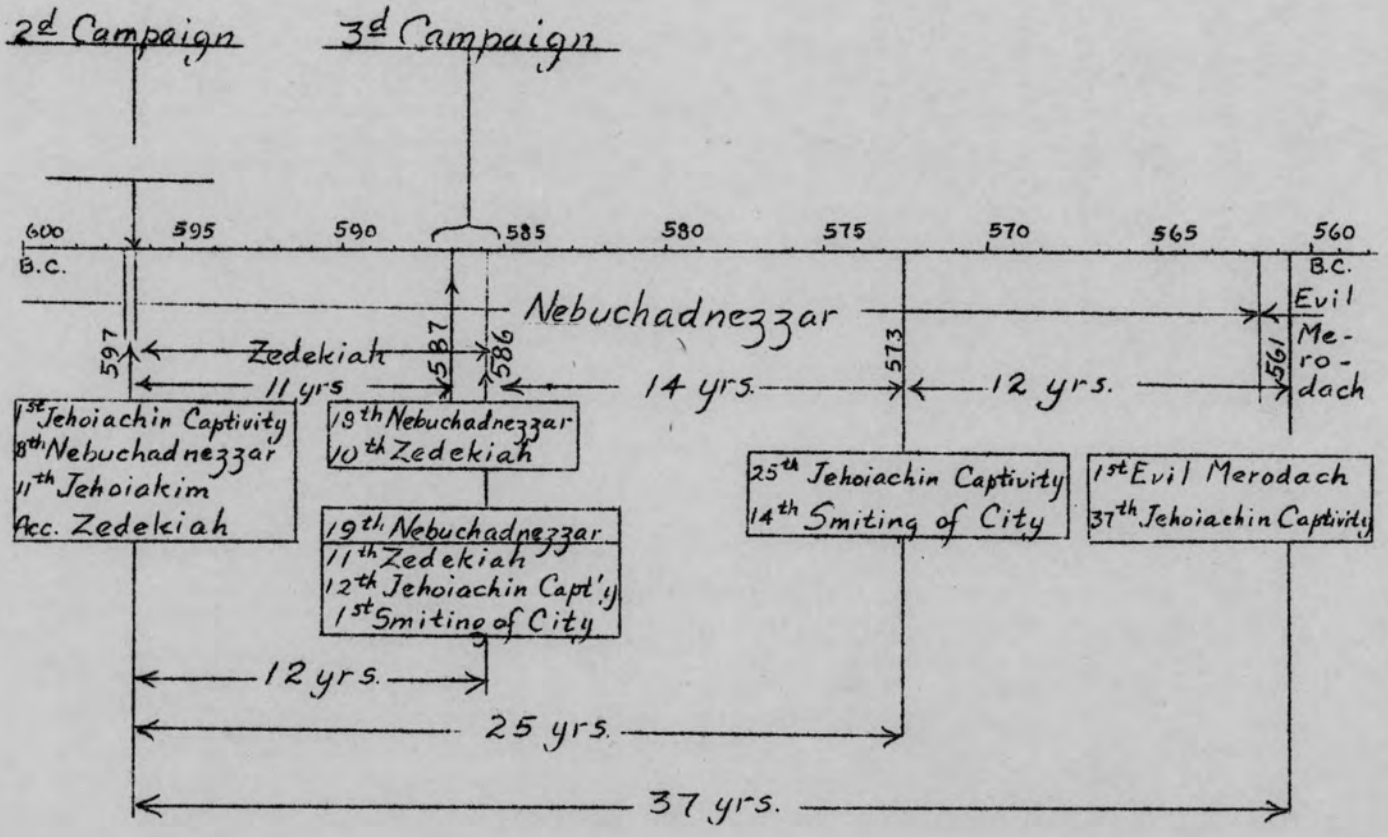 2d Campaign
3d Campaign
600 595 590 585 580 575 570 565 560
B.C.
B.C.
Nebuchadnezzar
Evil
Me-
ro-
dach
597
Zedekiah
587
586
573
561
11 yrs
14 yrs.
12 yrs.
1st Jehoiachin Captivity
8th Nebuchadnezzar
11th Jehoiakim
Acc. Zedekiah
19th Nebuchadnezzar
10th Zedekiah
19th Nebuchadnezzar
11th Zedekiah
12th Jehoiachin Capt'y
1st Smiting of City
25th Jehoiachin Captivity
14th Smiting of City
1st Evil Merodach
37th Jehoiachin Captivity
12 yrs.
25 yrs.
37 yrs.